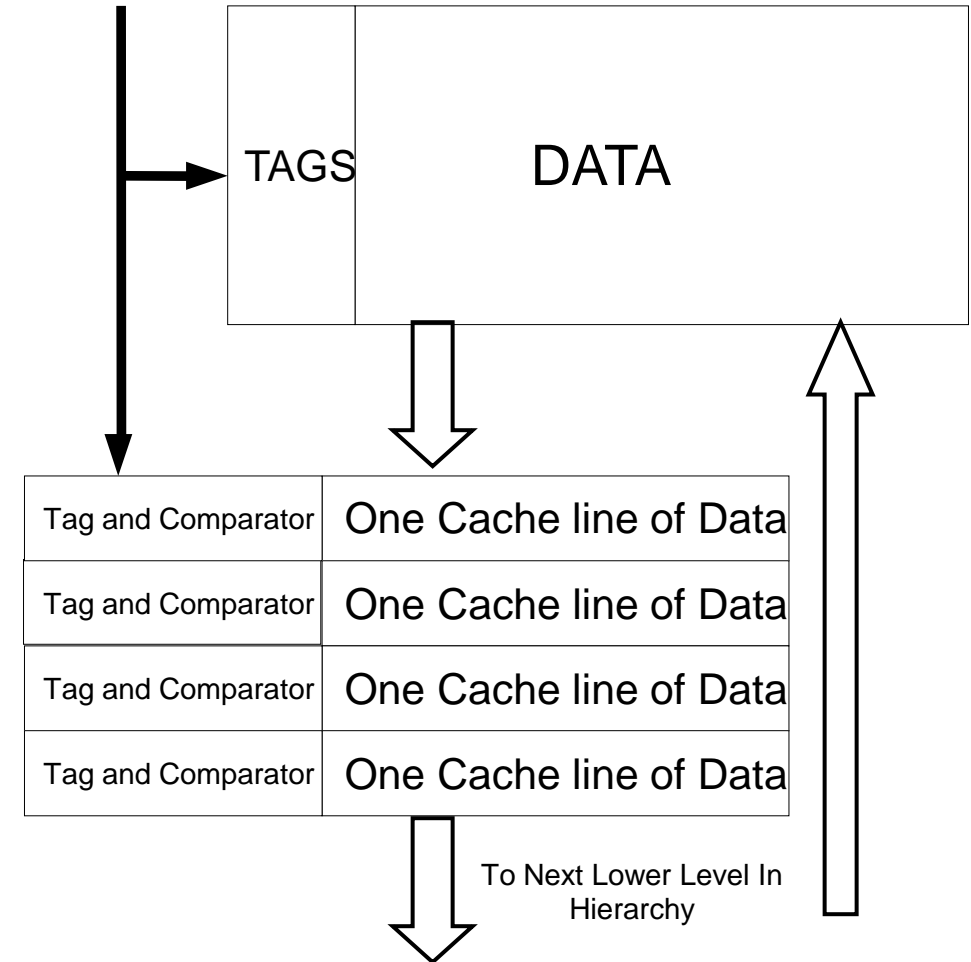 TAGS
DATA
Tag and Comparator
One Cache line of Data
Tag and Comparator
One Cache line of Data
Tag and Comparator
One Cache line of Data
Tag and Comparator
One Cache line of Data
To Next Lower Level In
Hierarchy